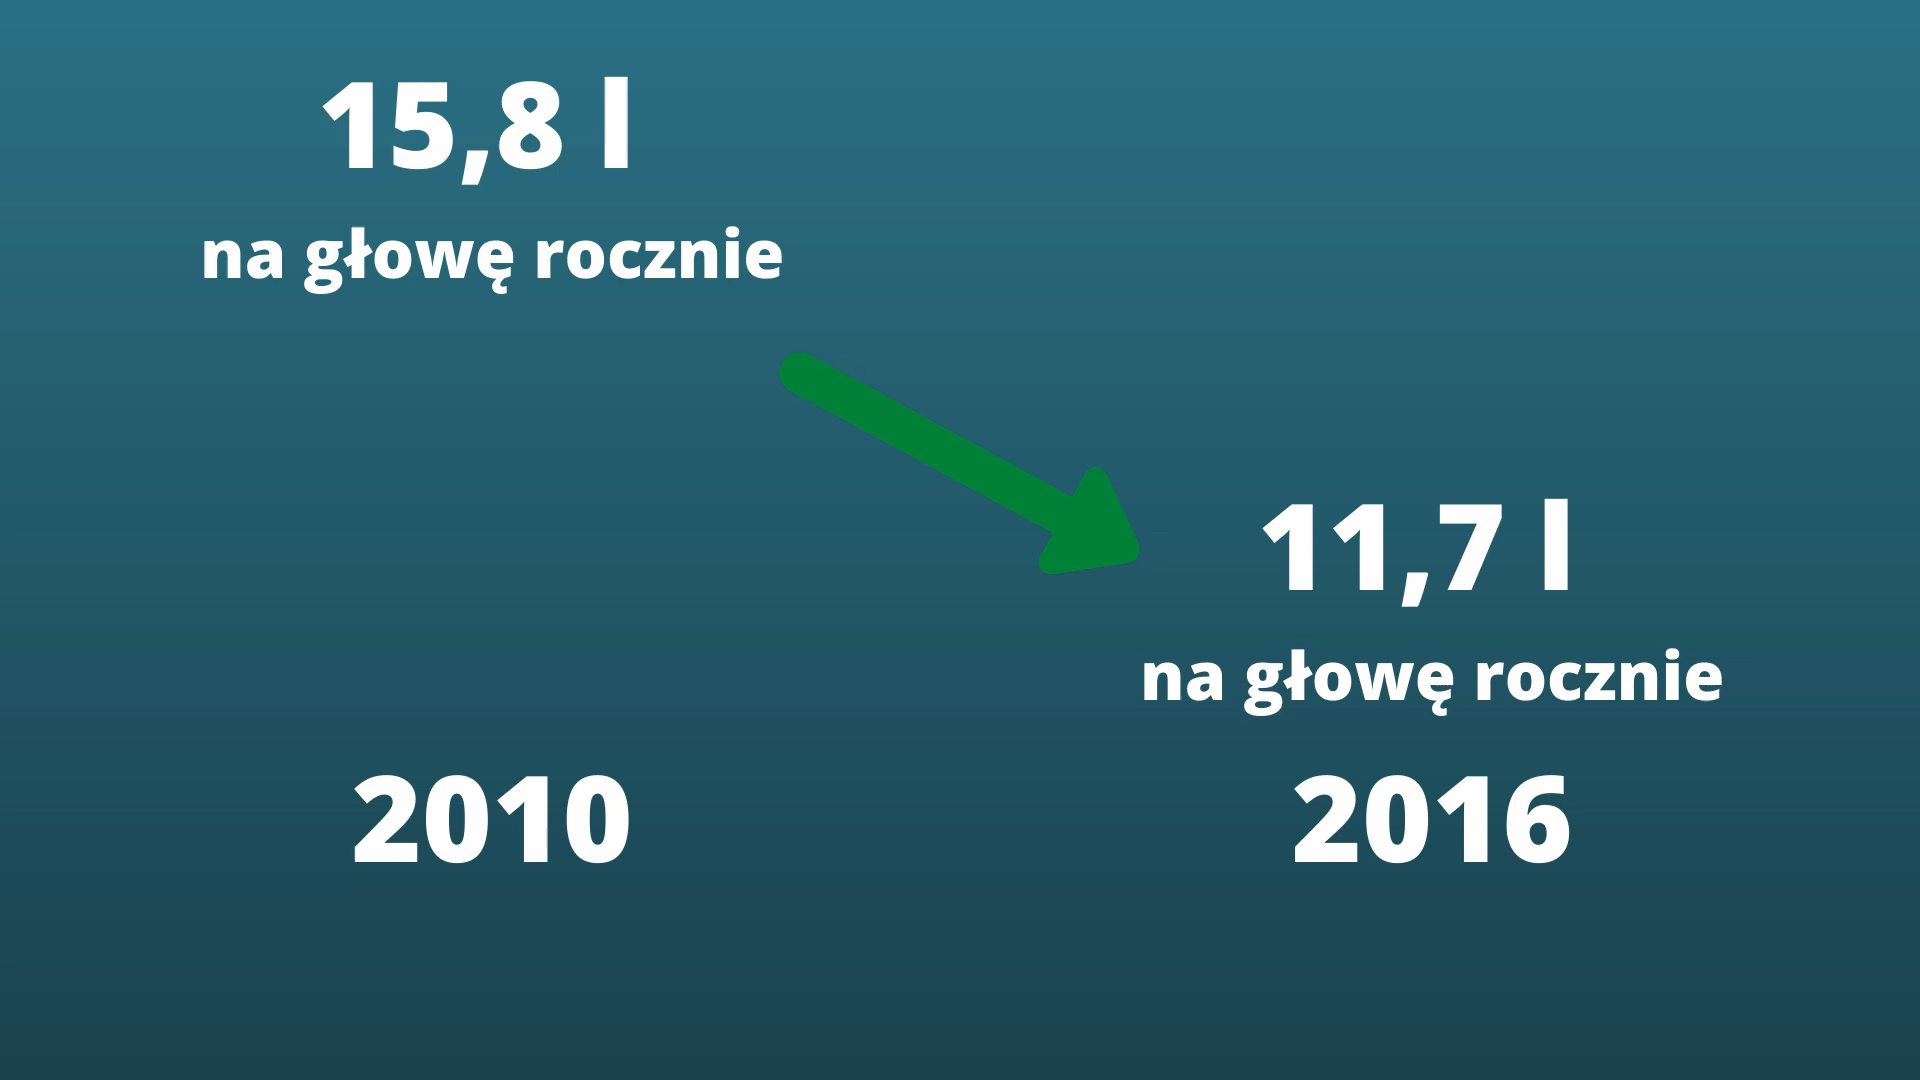 15,8 l
na głowę rocznie
11,7 l
na głowę rocznie
2010
2016